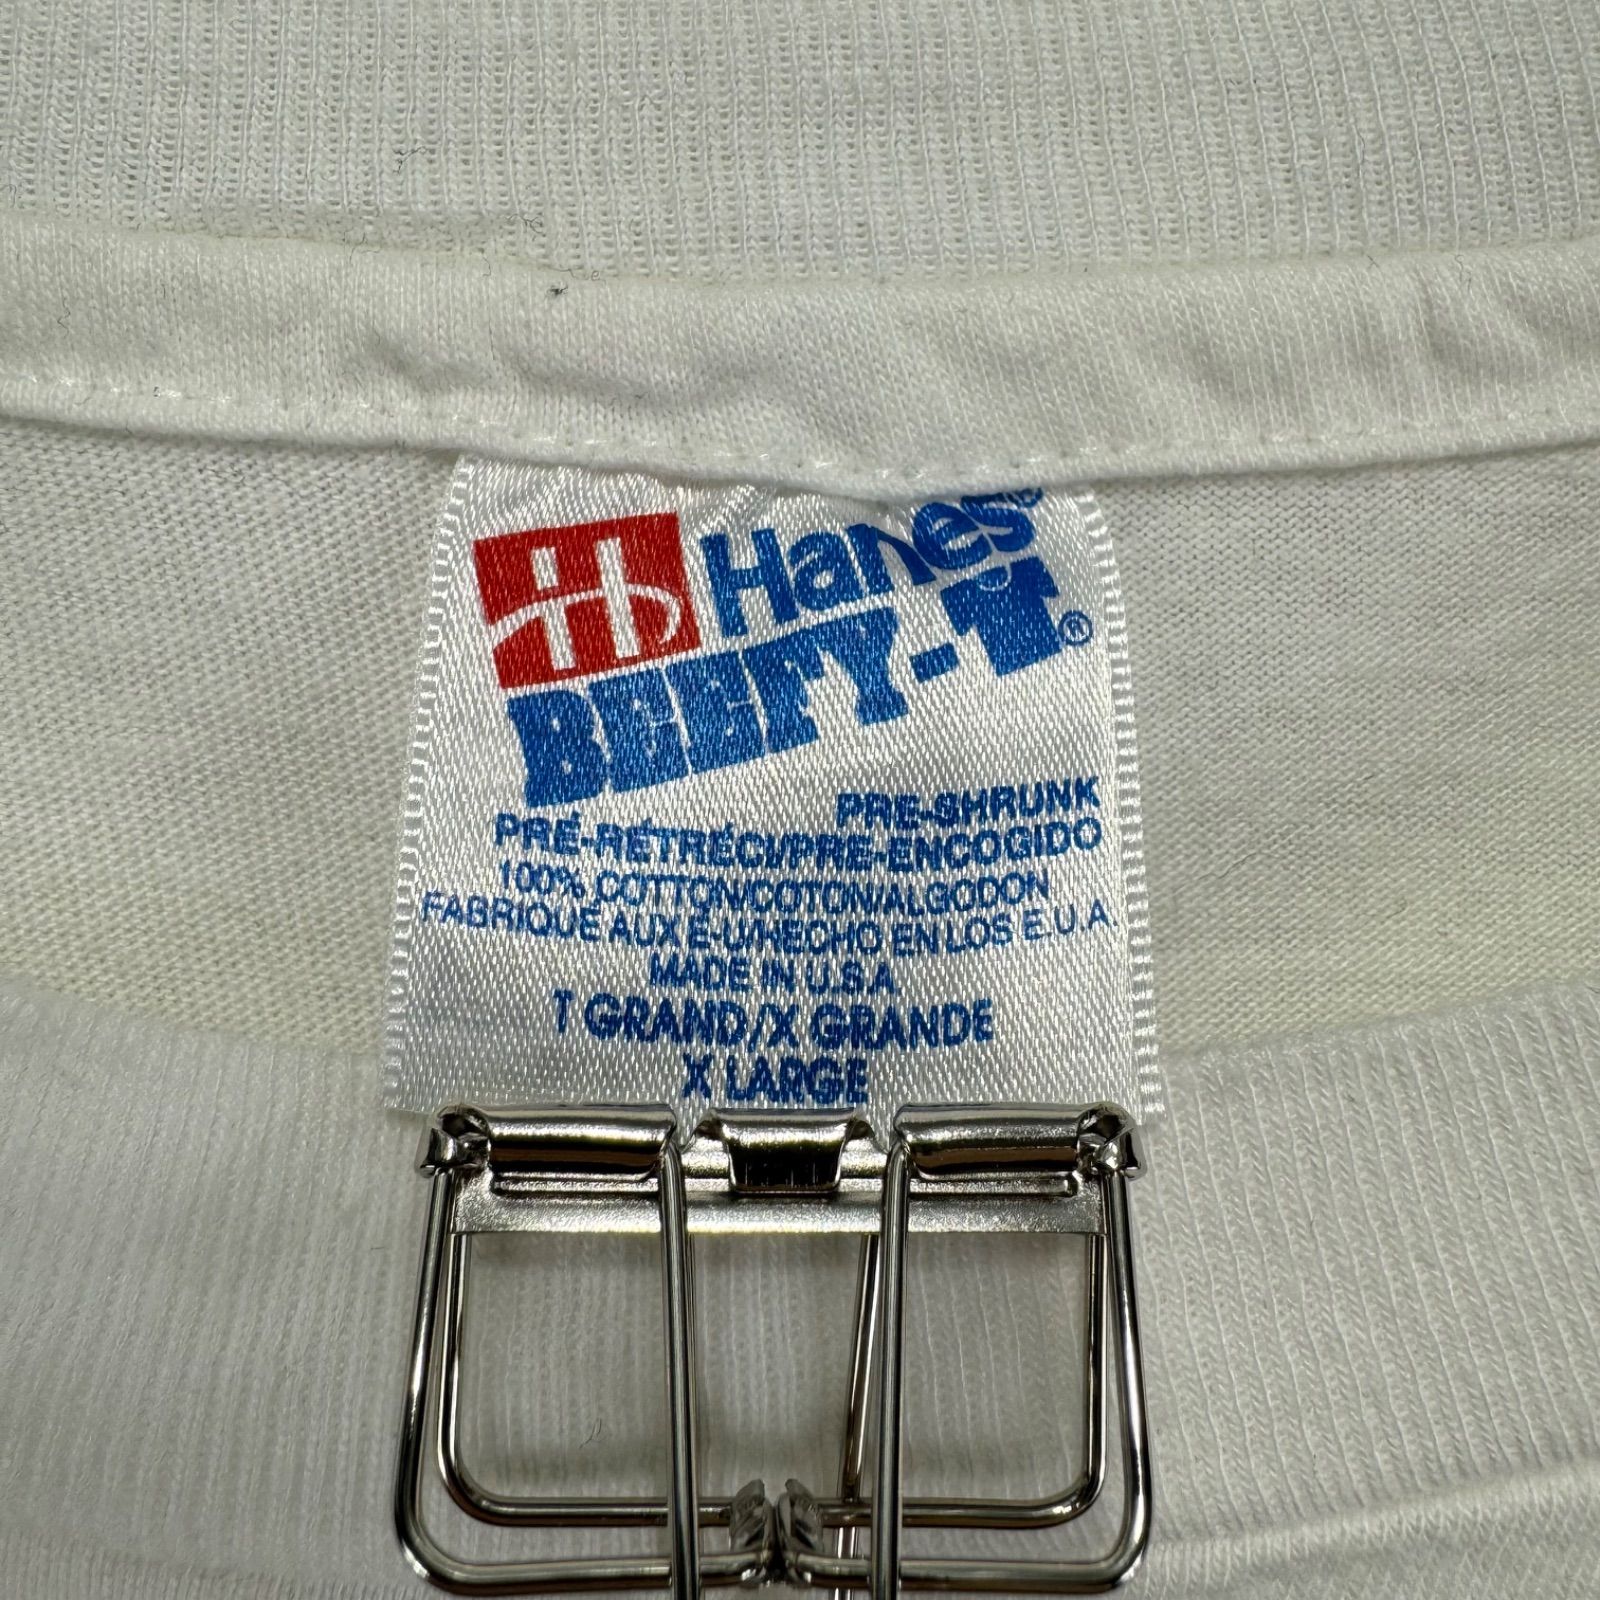 Hanes®
BEEFY-T®
PRE-SHRUNK
PRÉ-RÉTRÉCI/PRE-ENCOGIDO
100% COTTON/COTON/ALGODON
FABRIQUÉ AUX É-U/HECHO EN LOS E.U.A.
MADE IN U.S.A
T GRAND/X GRANDE
X LARGE